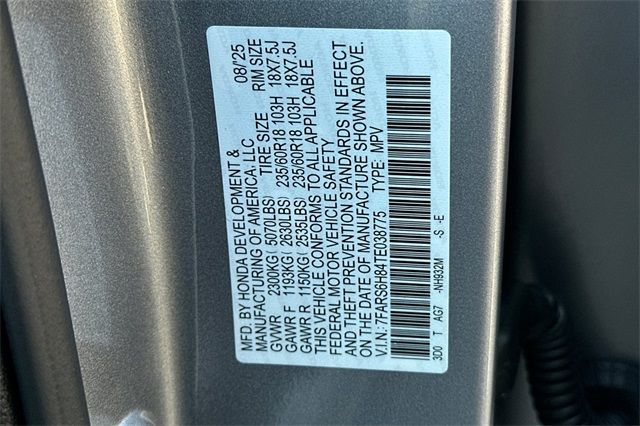 MFD. BY HONDA DEVELOPMENT & 08/'25
MANUFACTURING OF AMERICA, LLC TIRE SIZE RIM SIZE
GVWR 2300KG( 5070LBS) 235/60R18 103H 18X7.5J
GAWR F 1193KG( 2630LBS) 235/60R18 103H 18X7.5J
GAWR R 1150KG( 2535LBS)
THIS VEHICLE CONFORMS TO ALL APPLICABLE
FEDERAL MOTOR VEHICLE SAFETY
AND THEFT PREVENTION STANDARDS IN EFFECT
ON THE DATE OF MANUFACTURE SHOWN ABOVE.
V.I.N.: 7FARS6H84TE038775 TYPE: MPV
3D0 T AG7 -NH932M -S -E